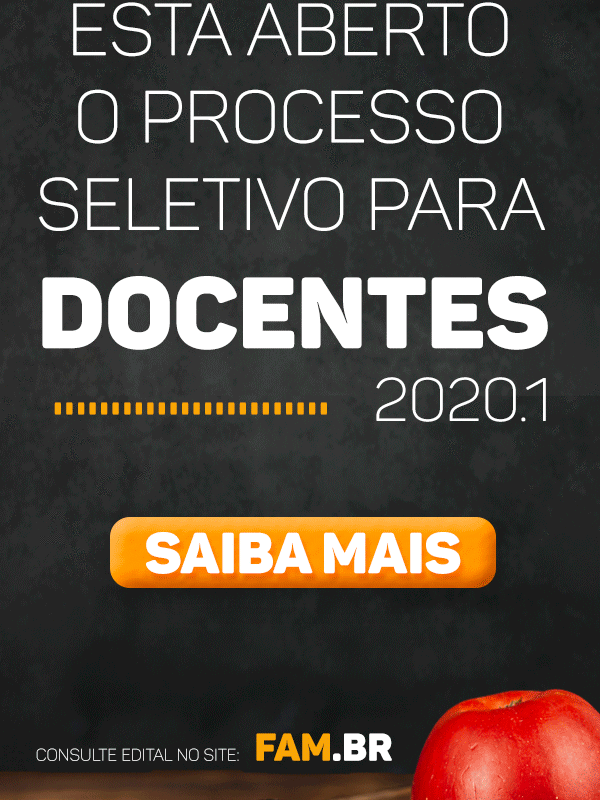 ESTA ABERTO
O PROCESSO
SELETIVO PARA
DOCENTES
2020.1
SAIBA MAIS
CONSULTE EDITAL NO SITE: FAM.BR